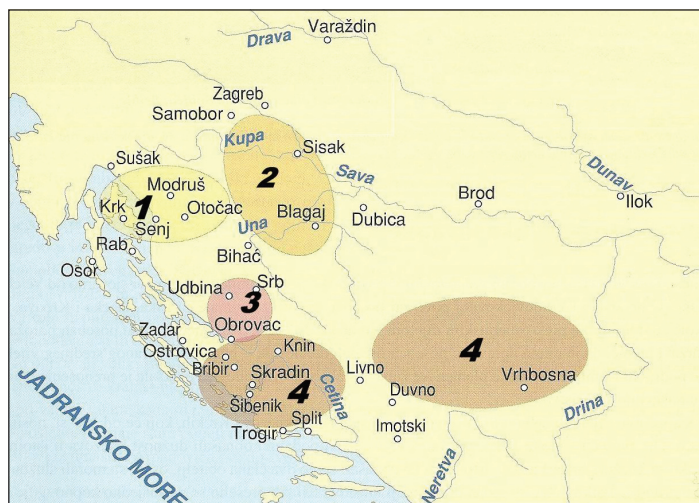 Varaždin
Drava
Zagreb
Samobor
Kupa
Sisak
Sušak
Sava
Dunav
Modruš
2
Krk
1
Otočac
Ilok
Brod
Senj
Una
Blagaj
Dubica
Rab
Bihać
Osor
Udbina
Srb
3
Obrovac
Zadar
Knin
Ostrovica
4
Bribir
Skradin
Livno
Vrhbosna
Cetina
4
Šibenik
Duvno
Drina
JADRANSKO MORE
Trogir
Split
Imotski
Neretva